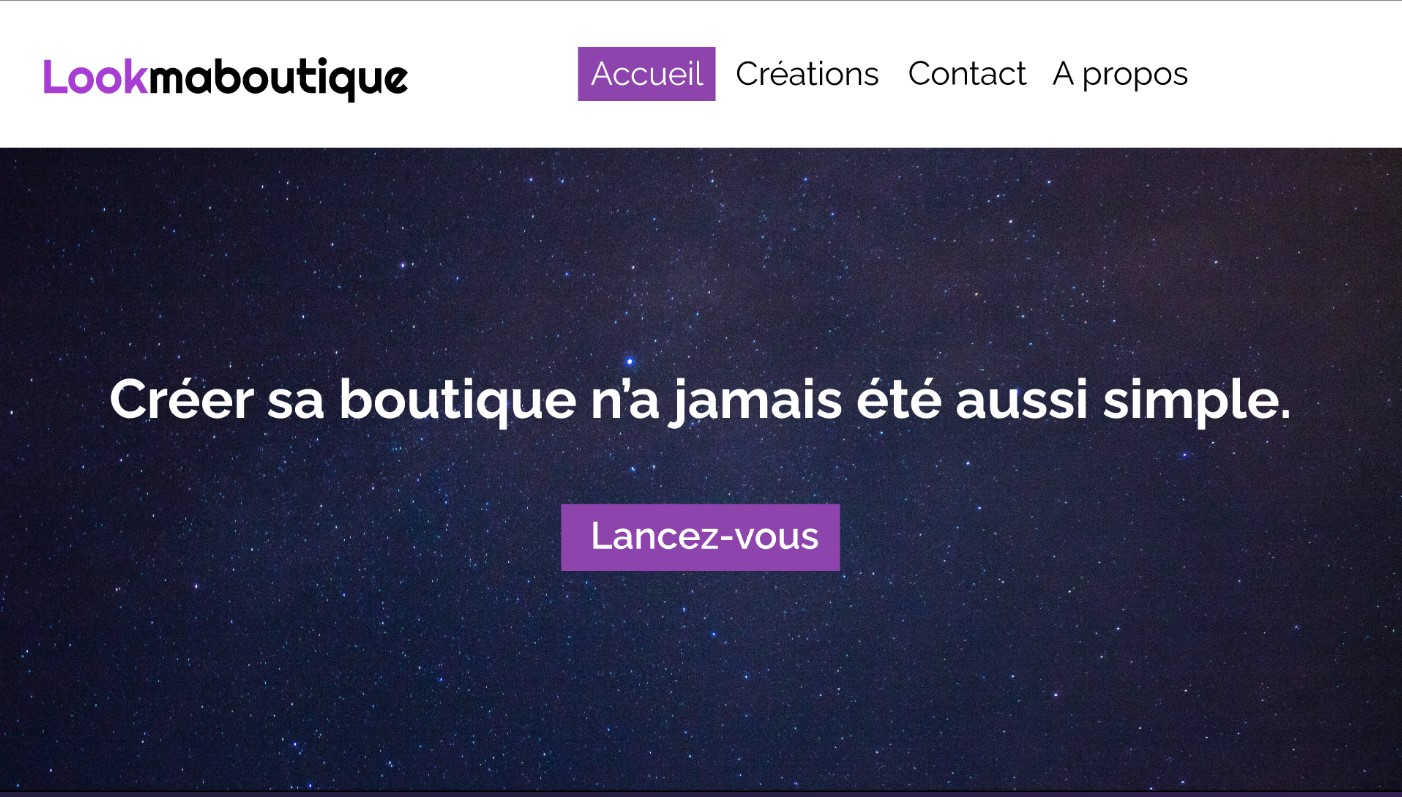 Lookmaboutique
Accueil Créations Contact A propos
Créer sa boutique n’a jamais été aussi simple.
Lancez-vous